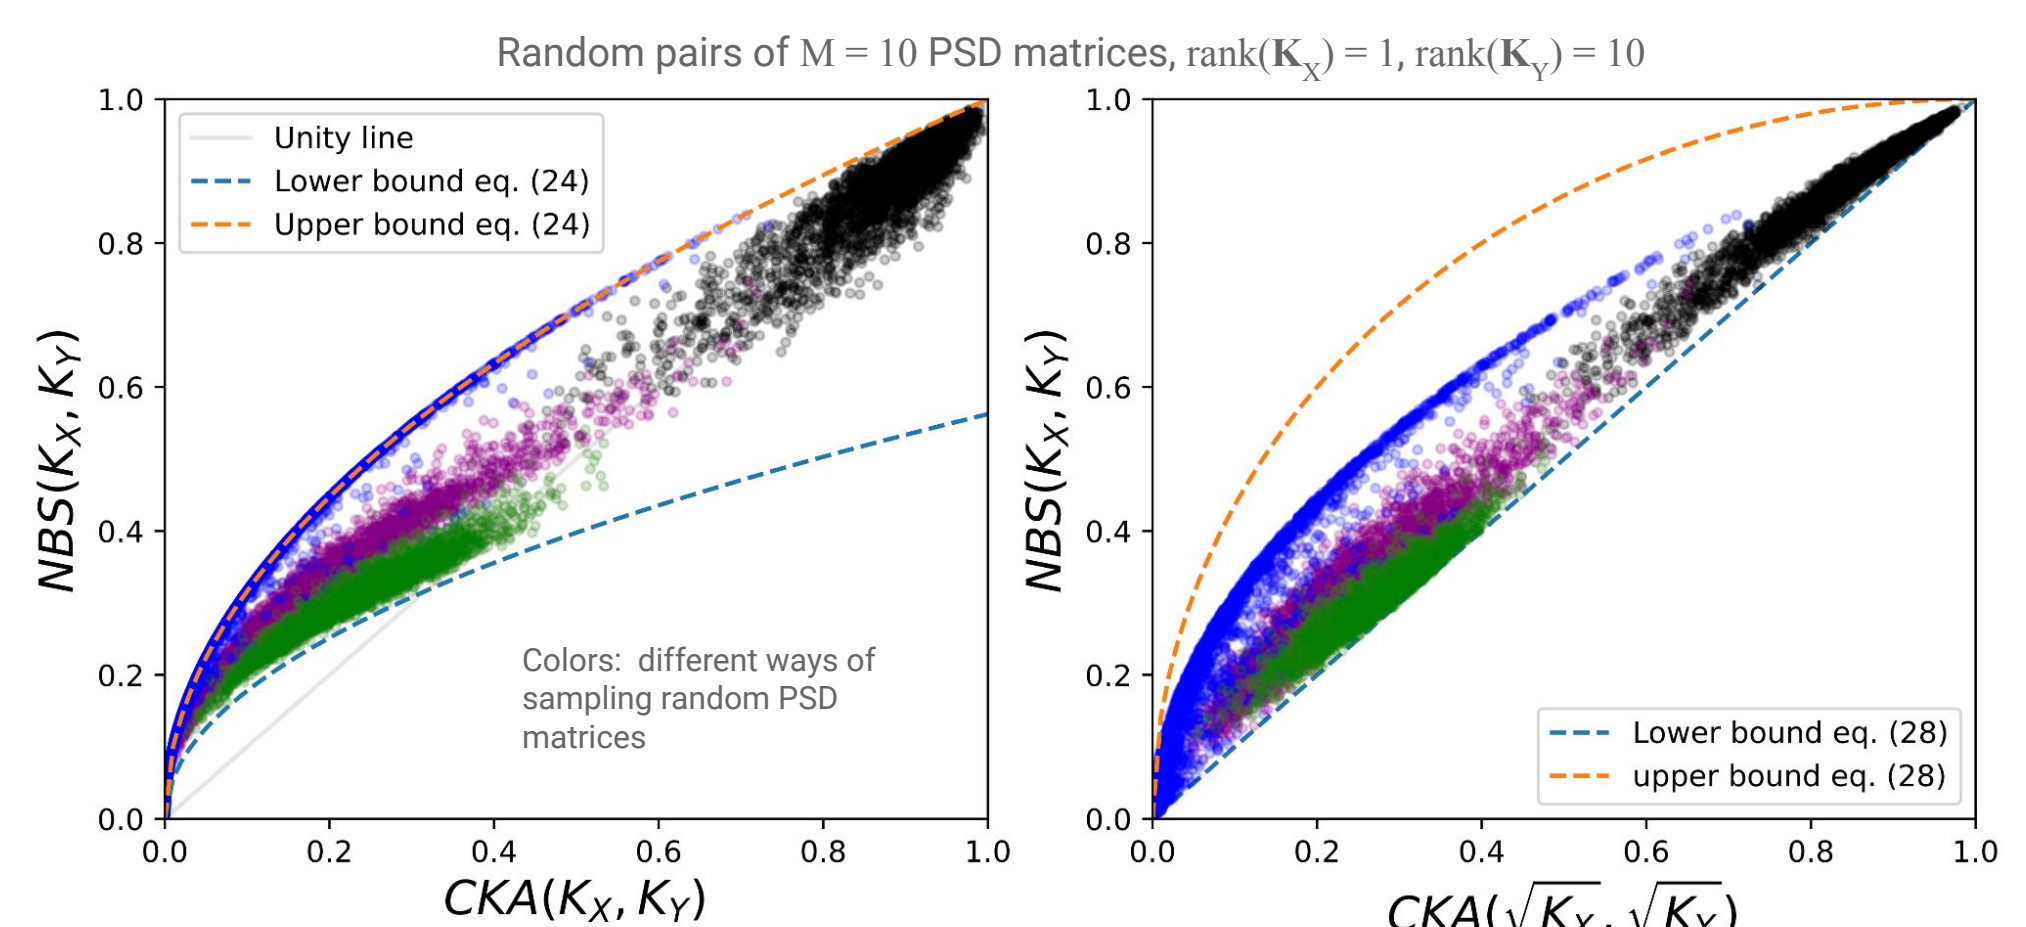 Random pairs of M = 10 PSD matrices, rank(K_X) = 1, rank(K_Y) = 10
1.0
0.8
0.6
0.4
0.2
0.0
NBS(K_X, K_Y)
Unity line
Lower bound eq. (24)
Upper bound eq. (24)
Colors: different ways of
sampling random PSD
matrices
0.0 0.2 0.4 0.6 0.8 1.0
CKA(K_X, K_Y)
1.0
0.8
0.6
0.4
0.2
0.0
NBS(K_X, K_Y)
Lower bound eq. (28)
upper bound eq. (28)
0.0 0.2 0.4 0.6 0.8 1.0
CKA(√K_X, √K_Y)